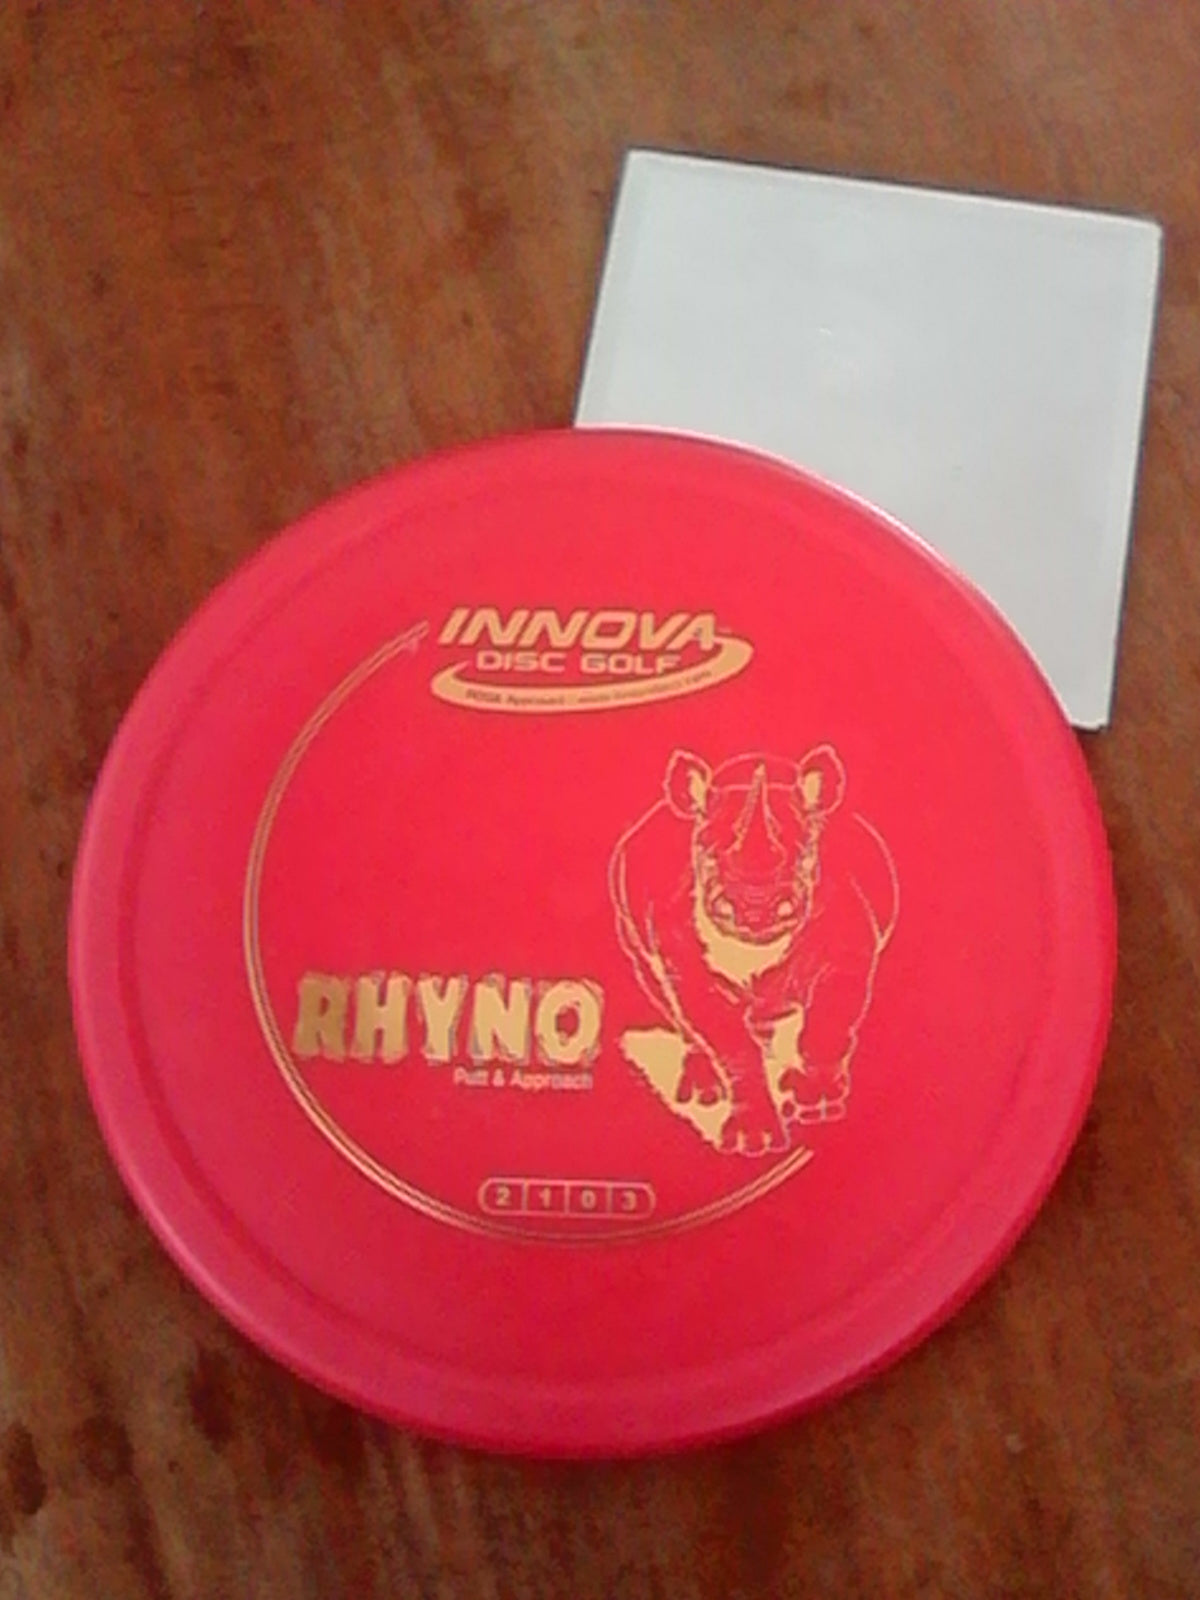 INNOVA
DISC GOLF
PDGA Approved
RHYNO
Putt & Approach
2 1 0 3